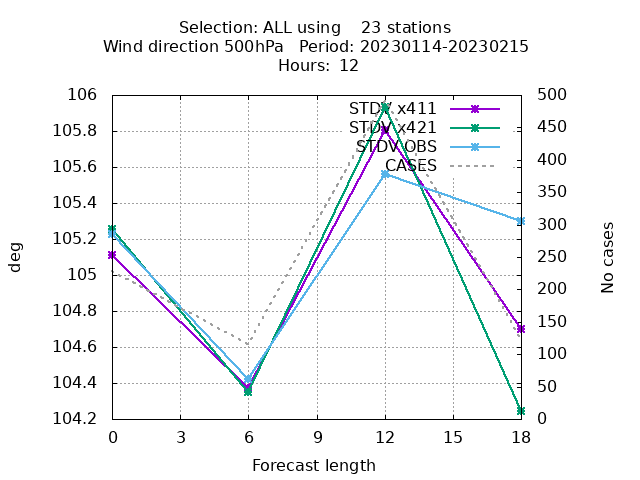 Selection: ALL using    23 stations
Wind direction 500hPa   Period: 20230114-20230215
Hours:  12
106
105.8
105.6
105.4
105.2
105
104.8
104.6
104.4
104.2
deg
STDV x411
STDV x421
STDV OBS
CASES
500
450
400
350
300
250
200
150
100
50
0
No cases
0 3 6 9 12 15 18
Forecast length